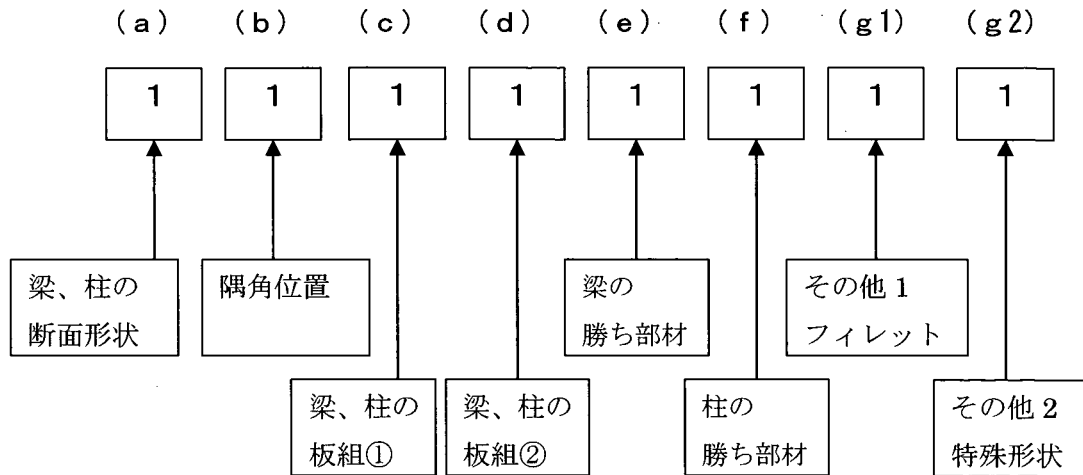 (a) (b) (c) (d) (e) (f) (g1) (g2)
1 1 1 1 1 1 1 1
梁、柱の
断面形状
隅角位置
梁の
勝ち部材
その他1
フィレット
梁、柱の
板組①
梁、柱の
板組②
柱の
勝ち部材
その他2
特殊形状